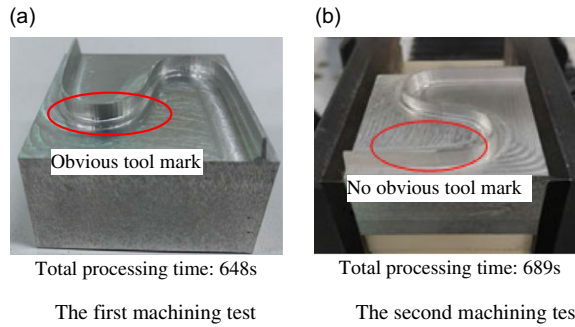 (a)
(b)
Obvious tool mark
No obvious tool mark
Total processing time: 648s
Total processing time: 689s
The first machining test
The second machining tes